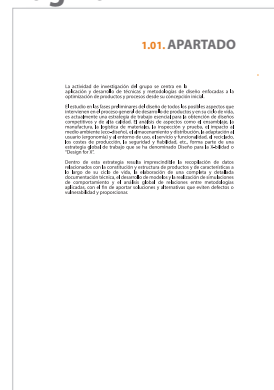 1.01. APARTADO
La actividad de investigación del grupo se centra en la
aplicación y desarrollo de técnicas y metodologías de diseño enfocadas a la
optimización de productos y procesos desde su concepción inicial.
El estudio en las fases preliminares del diseño de todos los posibles aspectos que
intervienen en el proceso general de desarrollo de productos y en su ciclo de vida,
es actualmente una estrategia de trabajo esencial para la obtención de diseños
competitivos y de alta calidad. El análisis de aspectos como el ensamblaje, la
manufactura, la logística de materiales, la inspección y prueba, el impacto al
medio ambiente (eco-diseño), el almacenamiento y distribución, la adaptación al
usuario (ergonomía) y al entorno de uso, el servicio y funcionalidad, el reciclado,
los costes de producción, la seguridad y fiabilidad, etc., forma parte de una
estrategia global de trabajo que se ha denominado Diseño para la X-bilidad o
"Design for X".
Dentro de esta estrategia resulta imprescindible la recopilación de datos
relacionados con la constitución y estructura de productos y de características a
lo largo de su ciclo de vida, la elaboración de una completa y detallada
documentación técnica, el desarrollo de modelos y la realización de simulaciones
de comportamiento y el análisis global de relaciones entre metodologías
aplicadas, con el fin de aportar soluciones y alternativas que eviten defectos o
vulnerabilidad y proporcionar